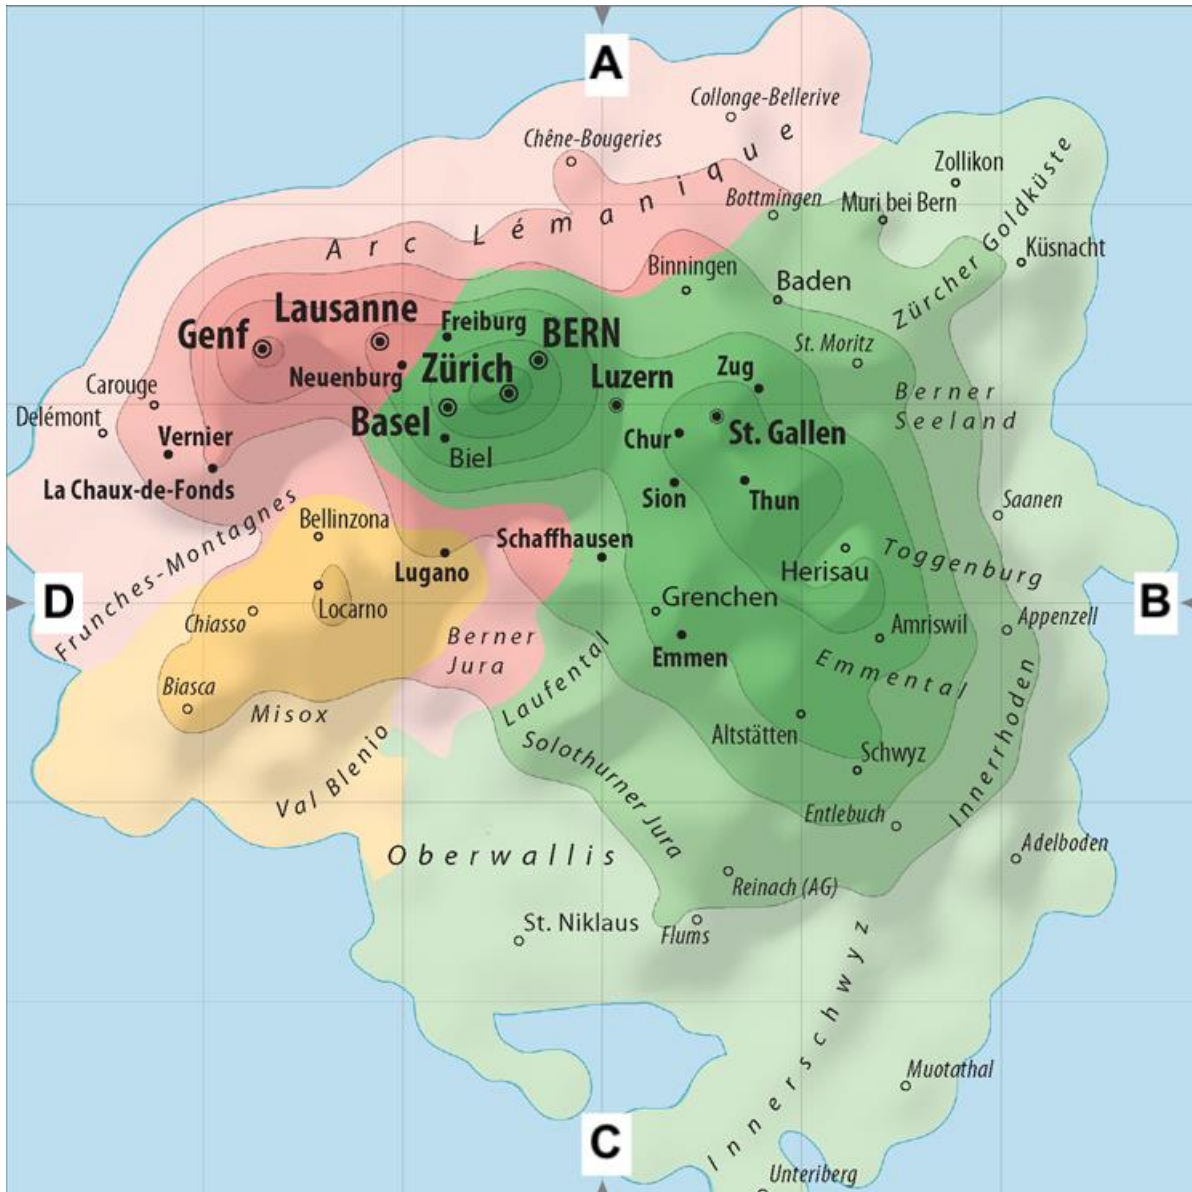 A
Collonge-Bellerive
Chêne-Bougeries
Arc Lémanique
Zollikon
Bottmingen
Muri bei Bern
Zürcher Goldküste
Küsnacht
Binningen
Baden
Lausanne
Genf
Freiburg
BERN
St. Moritz
Neuenburg
Zürich
Luzern
Zug
Carouge
Berner
Seeland
Delémont
Basel
Vernier
Chur
St. Gallen
Biel
La Chaux-de-Fonds
Sion
Thun
Saanen
Franches-Montagnes
Bellinzona
Schaffhausen
Toggenburg
Lugano
Herisau
D
B
Locarno
Grenchen
Chiasso
Amriswil
Appenzell
Berner
Jura
Laufental
Emmen
Emmental
Biasca
Misox
Innerrhoden
Altstätten
Solothurner Jura
Schwyz
Val Blenio
Entlebuch
Oberwallis
Adelboden
Reinach (AG)
St. Niklaus
Flums
Innerschwyz
Muotathal
C
Unteriberg